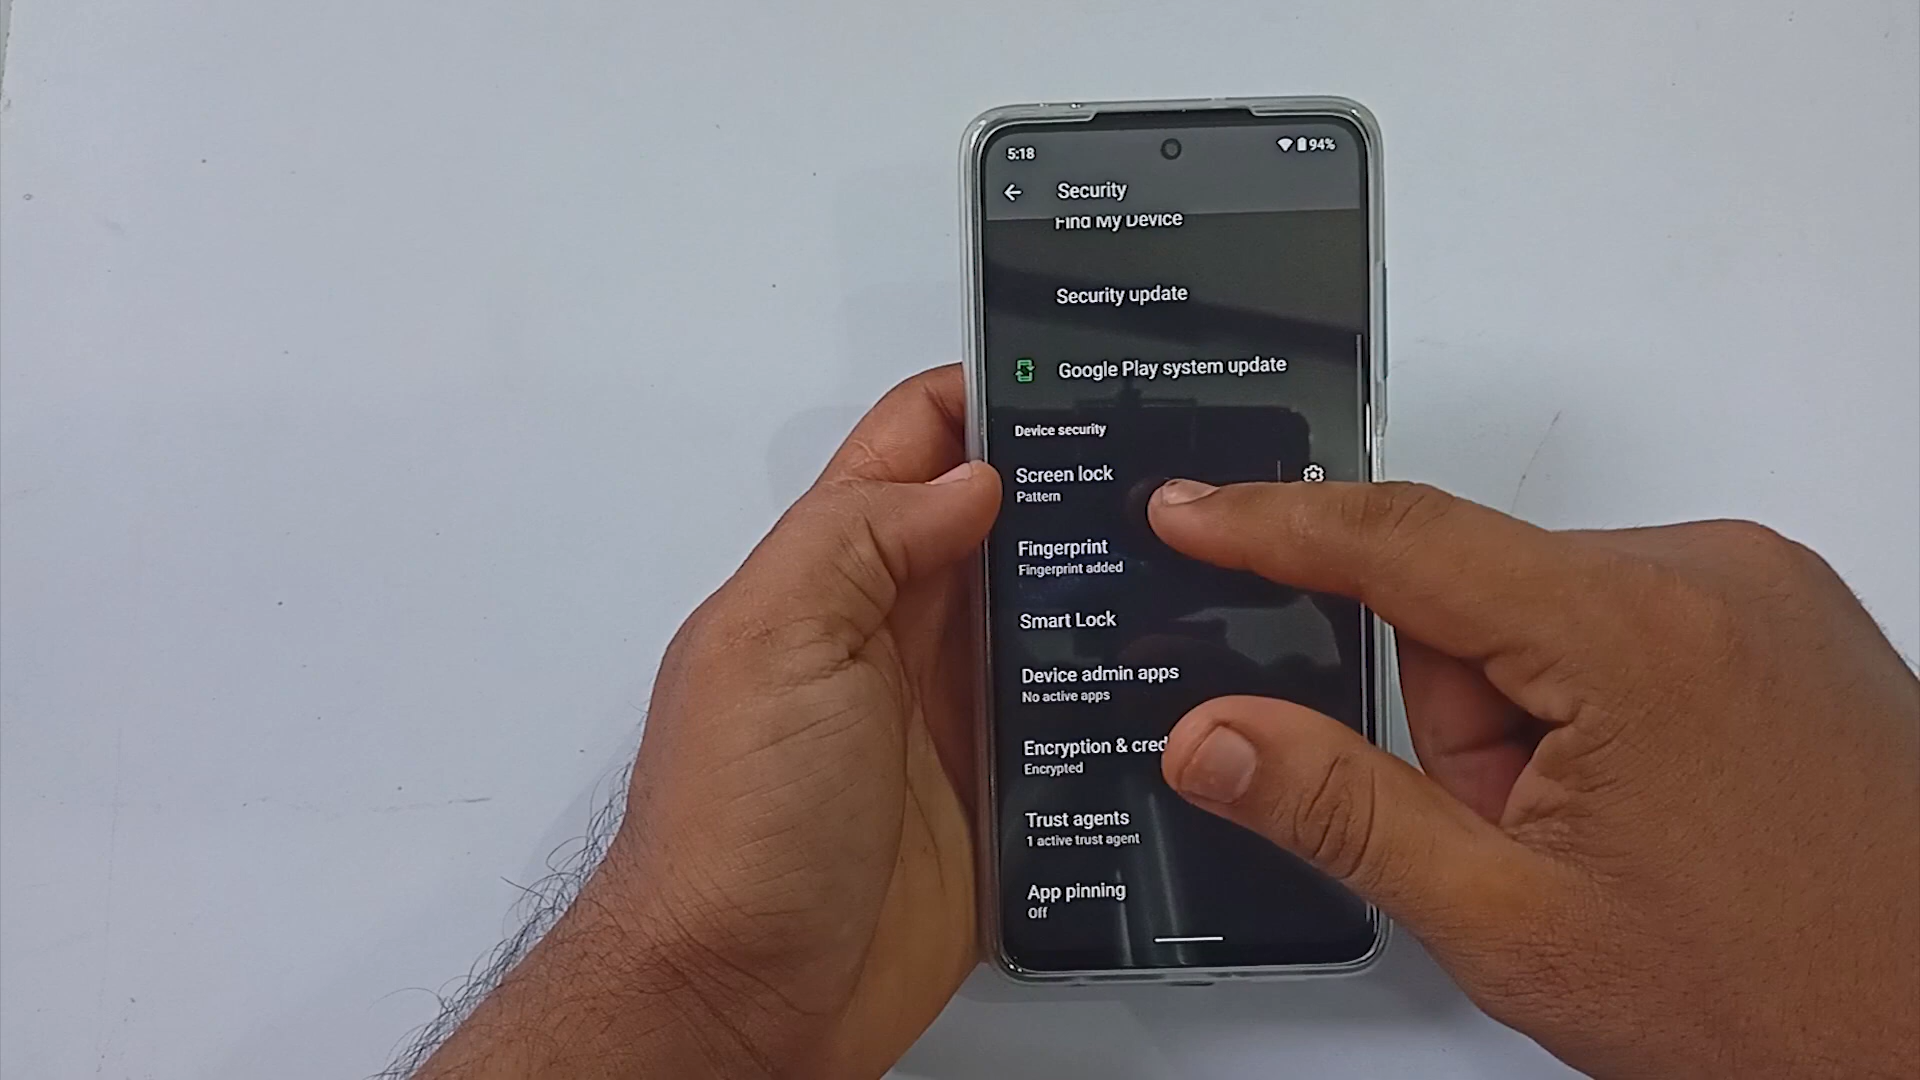 5:18
94%
Security
Find My Device
Security update
Google Play system update
Device security
Screen lock
Pattern
Fingerprint
Fingerprint added
Smart Lock
Device admin apps
No active apps
Encryption & cred
Encrypted
Trust agents
1 active trust agent
App pinning
Off